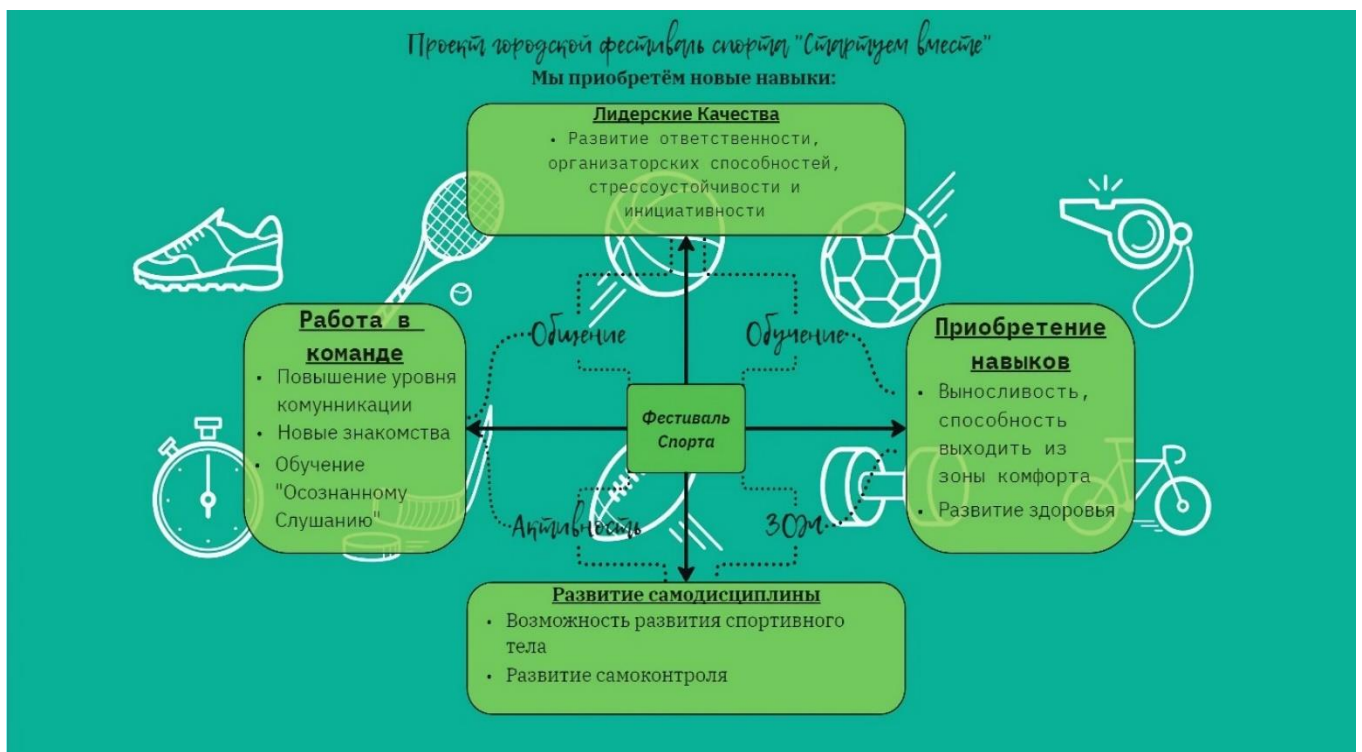 Проект городской фестиваль спорта "Стартуем вместе"
Мы приобретём новые навыки:
Лидерские Качества
• Развитие ответственности,
организаторских способностей,
стрессоустойчивости и
инициативности
Общение
Обучение
Работа в
команде
• Повышение уровня
комунникации
• Новые знакомства
• Обучение
"Осознанному
Слушанию"
Фестиваль
Спорта
Приобретение
навыков
• Выносливость,
способность
выходить из
зоны комфорта
• Развитие здоровья
Активность
ЗОЖ
Развитие самодисциплины
• Возможность развития спортивного
тела
• Развитие самоконтроля